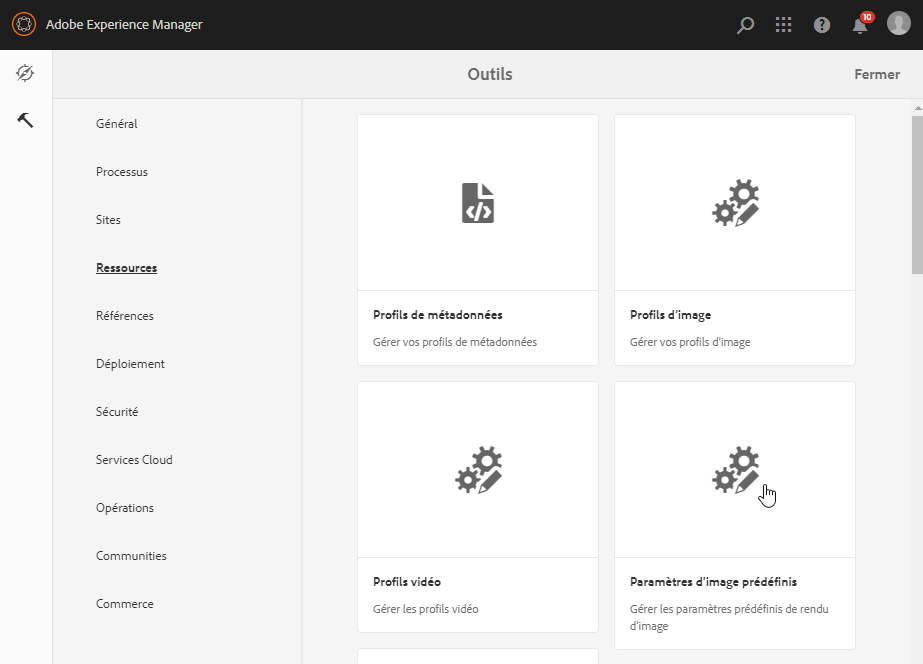 Adobe Experience Manager
10
Outils
Fermer
Général
Processus
Sites
Ressources
Références
Déploiement
Sécurité
Services Cloud
Opérations
Communities
Commerce
Profils de métadonnées
Gérer vos profils de métadonnées
Profils d’image
Gérer vos profils d’image
Profils vidéo
Gérer les profils vidéo
Paramètres d’image prédéfinis
Gérer les paramètres prédéfinis de rendu
d’image